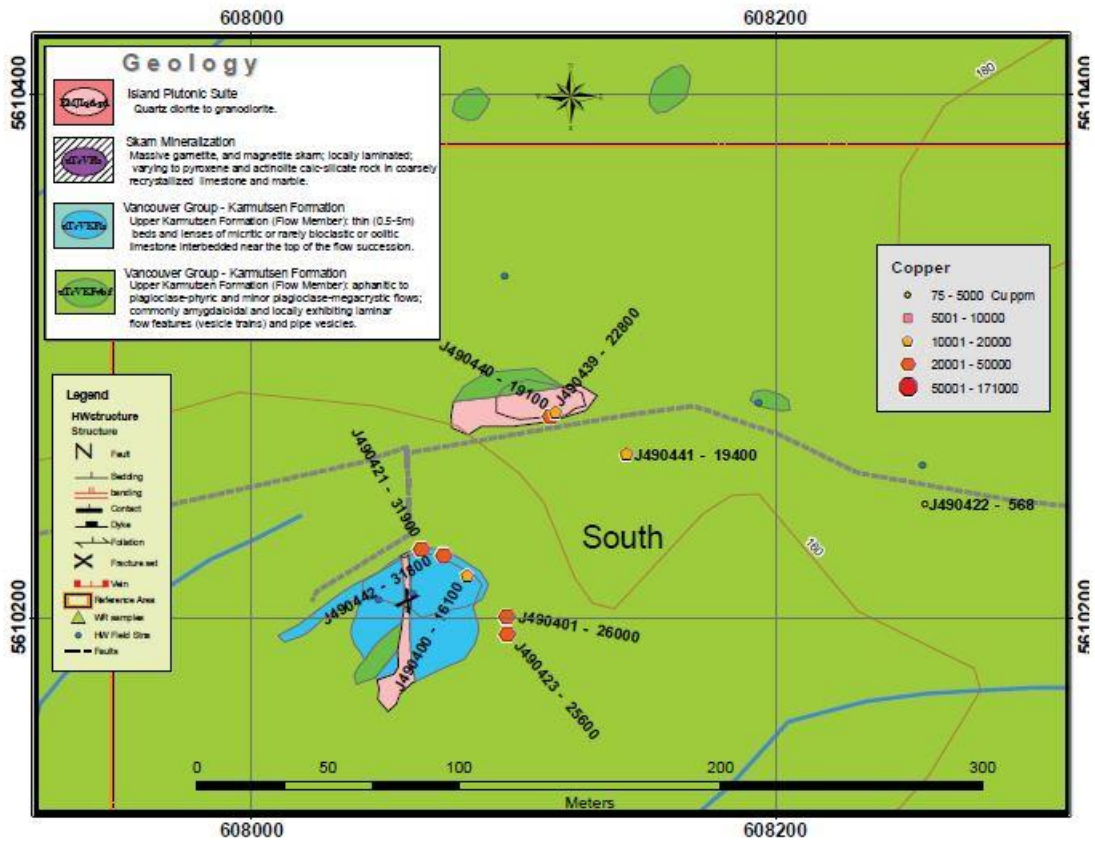 608000
608200
5610400
5610400
Geology
Island Plutonic Suite
Quartz diorite to granodiorite.
Skarn Mineralization
Massive garnetite, and magnetite skarn; locally laminated;
varying to pyroxene and actinolite calc-silicate rock in coarsely
recrystallized limestone and marble.
Vancouver Group - Karmutsen Formation
Upper Karmutsen Formation (Flow Member): thin (0.5-5m)
beds and lenses of micritic or rarely bioclastic or oolitic
limestone interbedded near the top of the flow succession.
Vancouver Group - Karmutsen Formation
Upper Karmutsen Formation (Flow Member): aphanitic to
plagioclase-phyric and minor plagioclase-megacrystic flows;
commonly amygdaloidal and locally exhibiting laminar
flow features (vesicle trains) and pipe vesicles.
180
Copper
75 - 5000 Cu ppm
5001 - 10000
10001 - 20000
20001 - 50000
50001 - 171000
Legend
HWstructure
Structure
Fault
Bedding
bending
Contact
Dyke
Foliation
Fracture set
Vein
Reference Area
WR samples
HW Field Stns
Faults
J490440 - 19100
J490439 - 22800
J490421 - 31900
J490441 - 19400
J490422 - 568
South
160
J490442 - 31800
J490400 - 16100
J490401 - 26000
J490423 - 25600
5610200
5610200
0
50
100
200
300
Meters
608000
608200